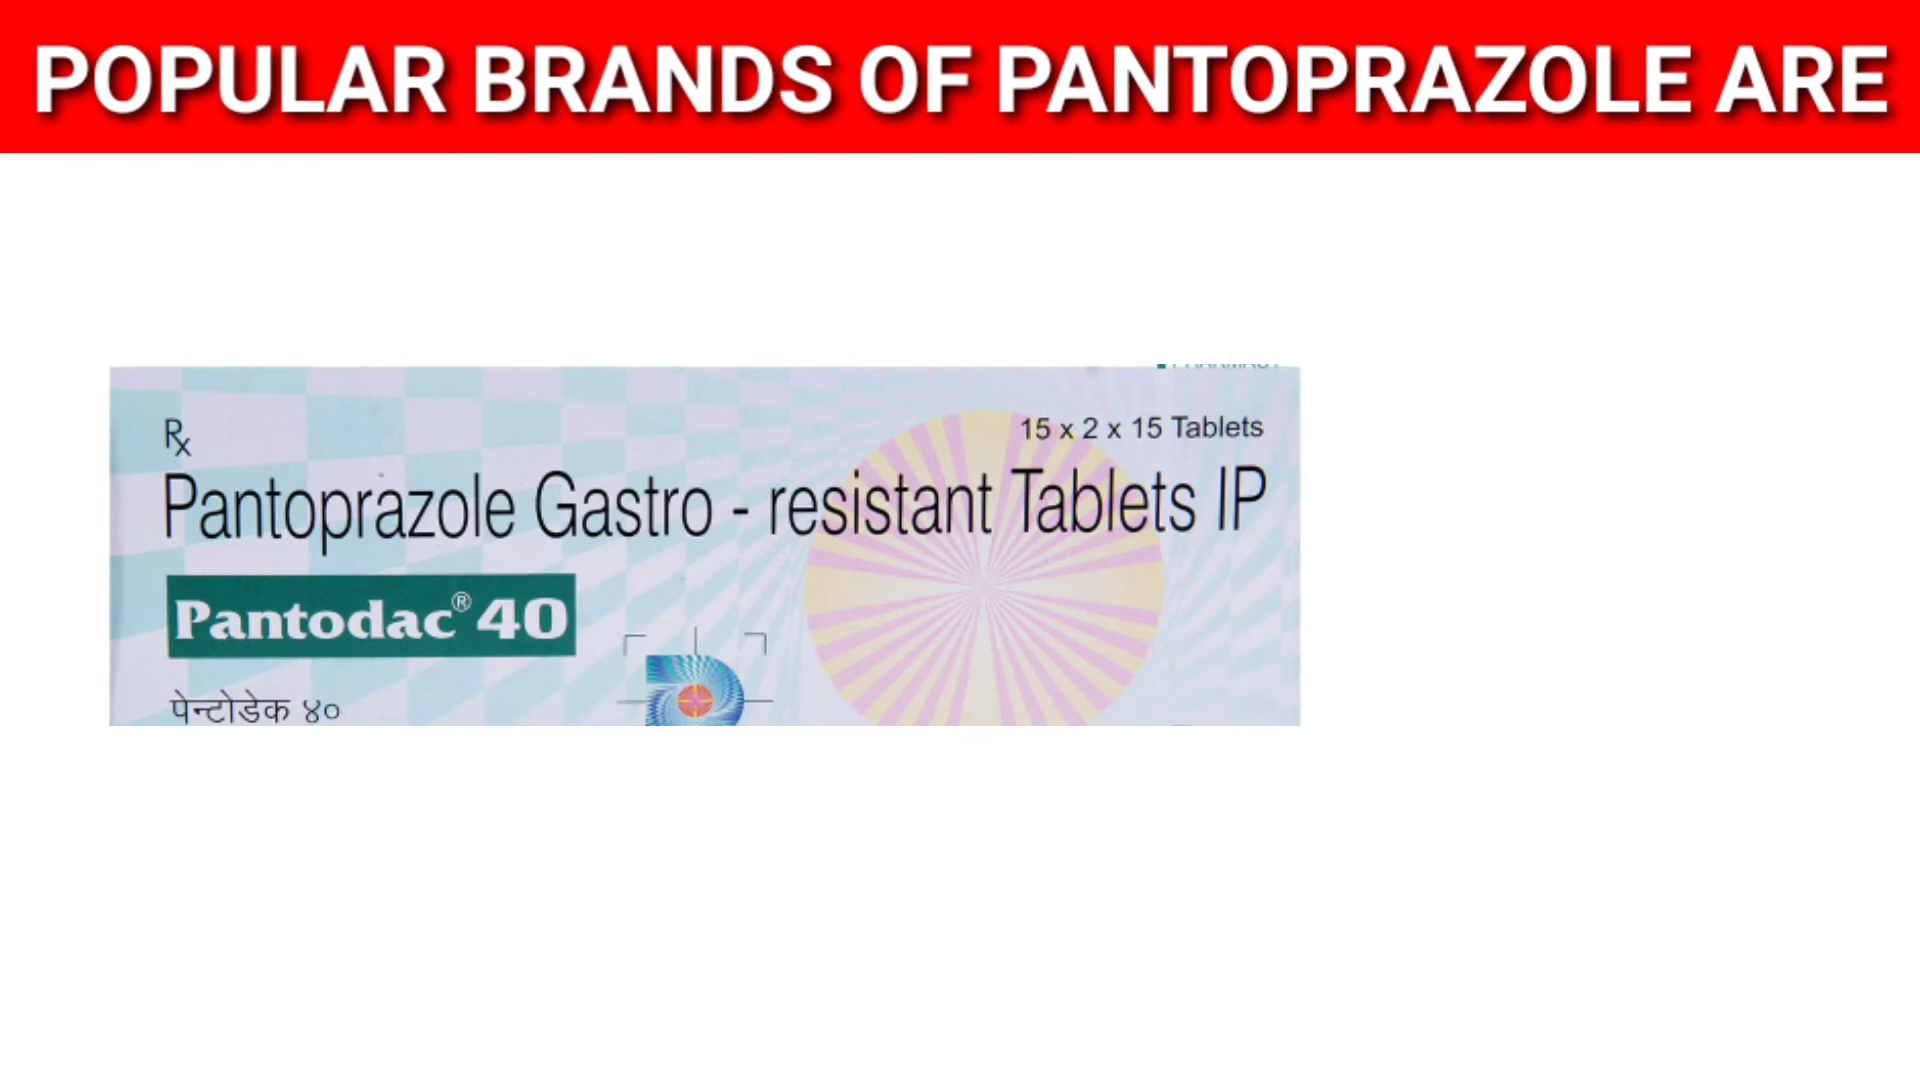 POPULAR BRANDS OF PANTOPRAZOLE ARE
Rx
15 x 2 x 15 Tablets
Pantoprazole Gastro - resistant Tablets IP
Pantodac® 40
पेन्टोडेक ४०